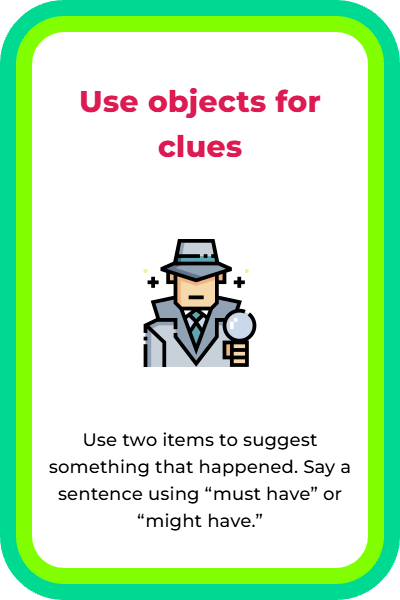 Use objects for
clues
Use two items to suggest
something that happened. Say a
sentence using “must have” or
“might have.”